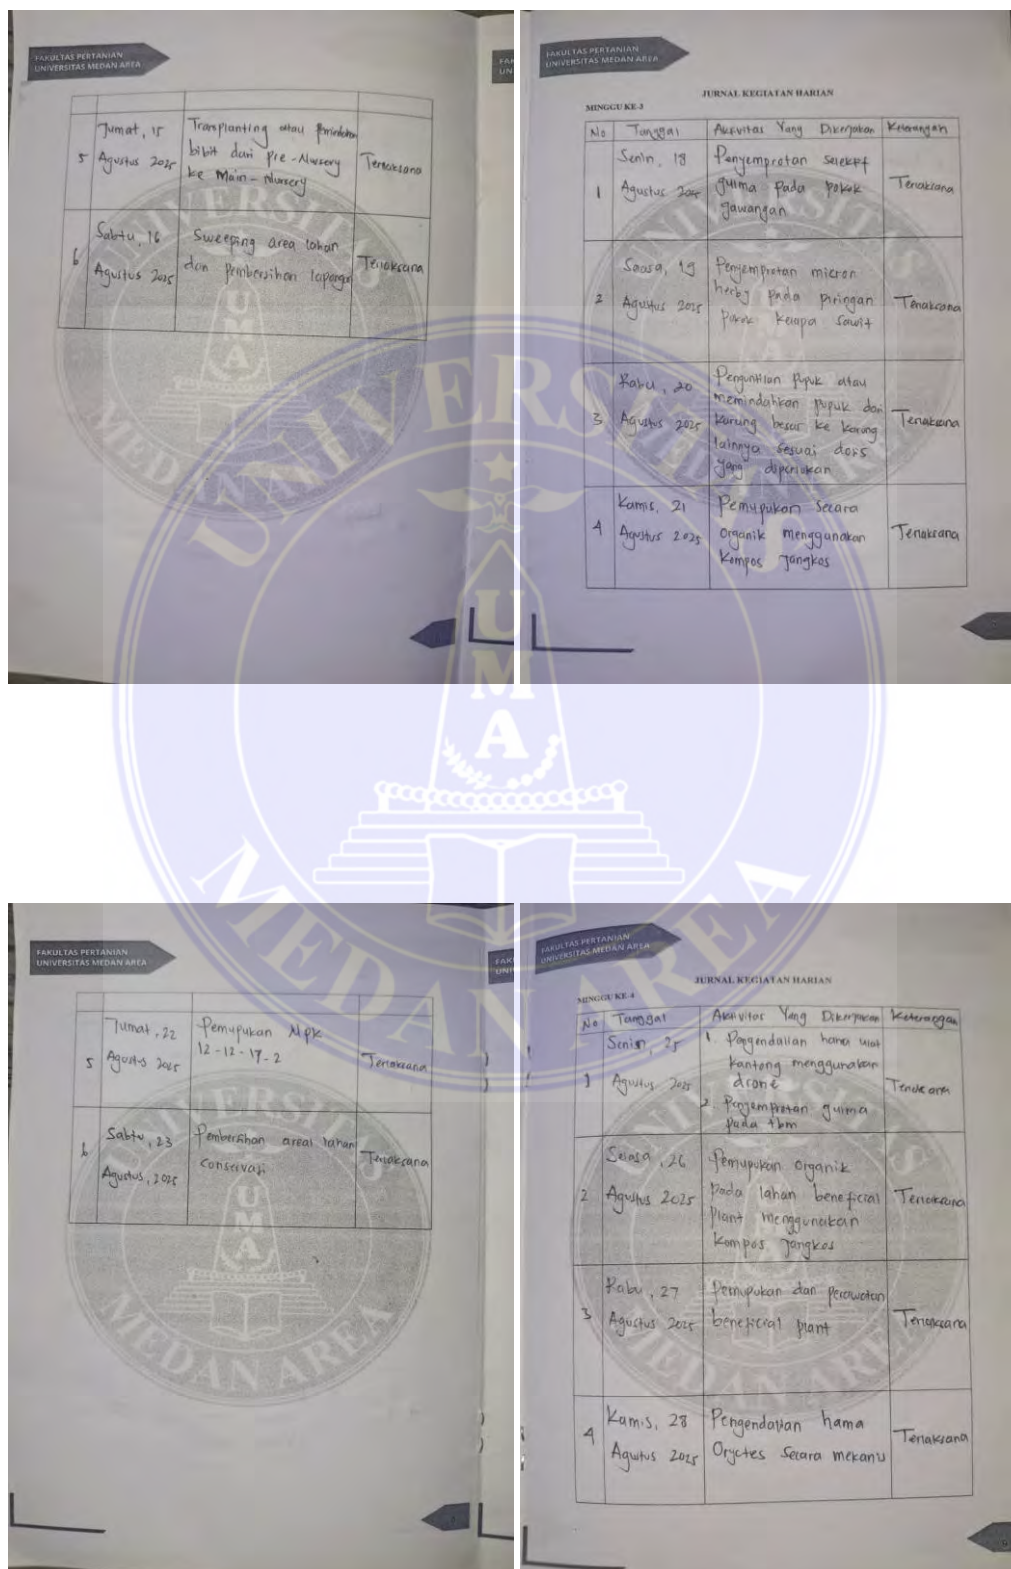 FAKULTAS PERTANIAN
UNIVERSITAS MEDAN AREA
5
Jumat, 15
Agustus 2025
Transplanting atau Pemindahan
bibit dari Pre-Nursery
ke Main-Nursery
Terlaksana
6
Sabtu, 16
Agustus 2025
Sweeping area lahan
dan pembersihan lapangan
Terlaksana
FAKULTAS PERTANIAN
UNIVERSITAS MEDAN AREA
JURNAL KEGIATAN HARIAN
MINGGU KE-3
No Tanggal Aktivitas Yang Dikerjakan Keterangan
1
Senin, 18
Agustus 2025
Penyemprotan
gulma pada pokok
gawangan
Terlaksana
2
Selasa, 19
Agustus 2025
Penyemprotan micron
herby pada piringan
Pokok kelapa sawit
Terlaksana
3
Rabu, 20
Agustus 2025
Penguntilan Pupuk atau
memindahkan pupuk dari
karung besar ke karung
lainnya sesuai dosis
yang diperlukan
Terlaksana
4
Kamis, 21
Agustus 2025
Pemupukan Secara
Organik menggunakan
Kompos Jangkos
Terlaksana
FAKULTAS PERTANIAN
UNIVERSITAS MEDAN AREA
5
Jumat, 22
Agustus 2025
Pemupukan NPK
12-12-17-2
Terlaksana
6
Sabtu, 23
Agustus, 2025
Pembersihan areal lahan
conservasi
Terlaksana
FAKULTAS PERTANIAN
UNIVERSITAS MEDAN AREA
JURNAL KEGIATAN HARIAN
MINGGU KE-4
No Tanggal Aktivitas Yang Dikerjakan Keterangan
1
Senin, 25
Agustus 2025
1. Pengendalian hama ulat
kantong menggunakan
drone
2. Penyemprotan gulma
pada tbm
Terlaksana
2
Selasa, 26
Agustus 2025
Pemupukan Organik
pada lahan beneficial
Plant menggunakan
Kompos Jangkos
Terlaksana
3
Rabu, 27
Agustus 2025
Pemupukan dan perawatan
beneficial plant
Terlaksana
4
Kamis, 28
Agustus 2025
Pengendalian hama
Oryctes Secara
Terlaksana
UNIVERSITAS MEDAN AREA
UMA